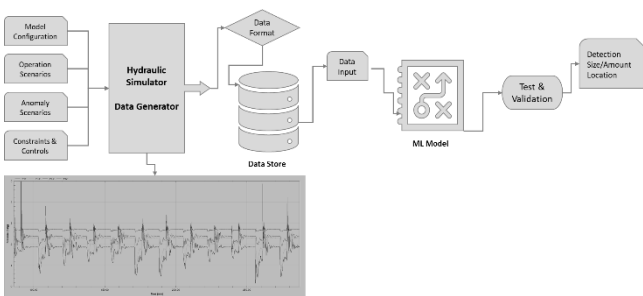 Model
Configuration
Operation
Scenarios
Anomaly
Scenarios
Constraints &
Controls
Hydraulic
Simulator
Data Generator
Data
Format
Data Store
Data
Input
ML Model
Test &
Validation
Detection
Size/Amount
Location